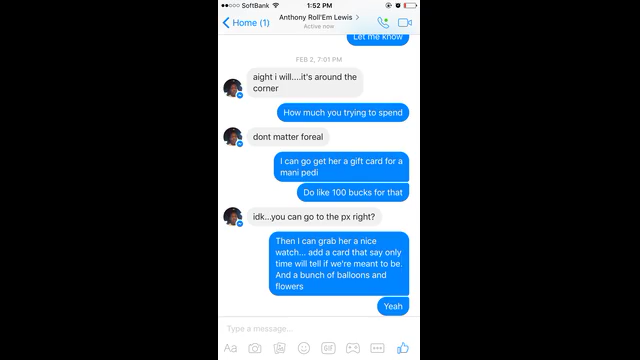 SoftBank
1:52 PM
Home (1)
Anthony Roll'Em Lewis
Active now
Let me know
FEB 2, 7:01 PM
aight i will....it's around the
corner
How much you trying to spend
dont matter foreal
I can go get her a gift card for a
mani pedi
Do like 100 bucks for that
idk...you can go to the px right?
Then I can grab her a nice
watch... add a card that say only
time will tell if we're meant to be.
And a bunch of balloons and
flowers
Yeah
Type a message...
Aa
GIF